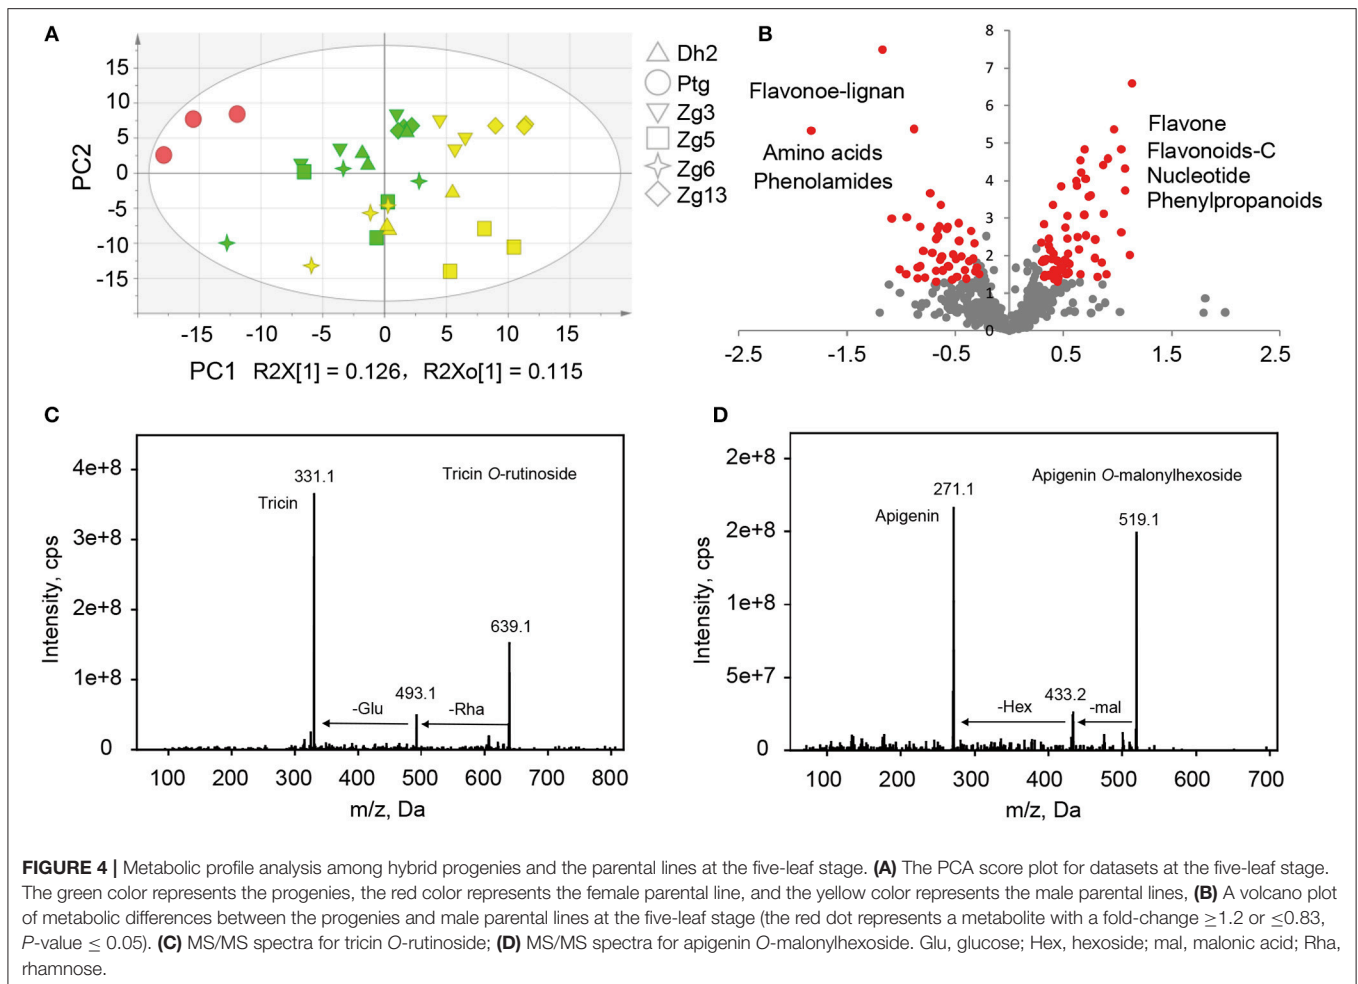 A
15
10
5
0
-5
-10
-15
PC2
-15
-10
-5
0
5
10
15
PC1 R2X[1] = 0.126, R2Xo[1] = 0.115
Dh2
Ptg
Zg3
Zg5
Zg6
Zg13
B
8
7
6
5
4
3
2
1
0
Flavonoe-lignan
Amino acids
Phenolamides
Flavone
Flavonoids-C
Nucleotide
Phenylpropanoids
-2.5
-1.5
-0.5
0.5
1.5
2.5
C
4e+8
3e+8
2e+8
1e+8
0
Intensity, cps
331.1
Tricin
Tricin O-rutinoside
639.1
493.1
-Glu
-Rha
100
200
300
400
500
600
700
800
m/z, Da
D
2e+8
2e+8
1e+8
5e+7
0
Intensity, cps
271.1
Apigenin
Apigenin O-malonylhexoside
519.1
433.2
-Hex
-mal
100
200
300
400
500
600
700
m/z, Da
FIGURE 4 | Metabolic profile analysis among hybrid progenies and the parental lines at the five-leaf stage. (A) The PCA score plot for datasets at the five-leaf stage.
The green color represents the progenies, the red color represents the female parental line, and the yellow color represents the male parental lines, (B) A volcano plot
of metabolic differences between the progenies and male parental lines at the five-leaf stage (the red dot represents a metabolite with a fold-change ≥1.2 or ≤0.83,
P-value ≤ 0.05). (C) MS/MS spectra for tricin O-rutinoside; (D) MS/MS spectra for apigenin O-malonylhexoside. Glu, glucose; Hex, hexoside; mal, malonic acid; Rha,
rhamnose.